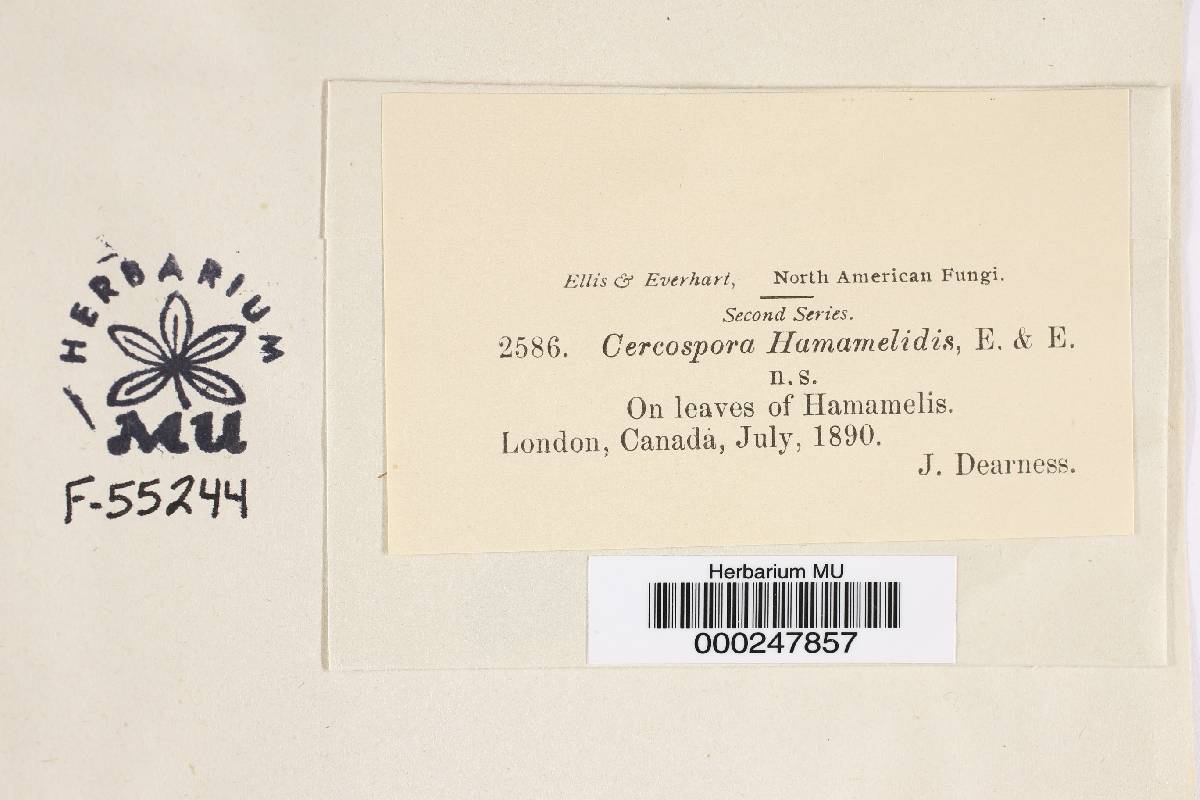 HERBARIUM
MU
F-55244
Ellis & Everhart, North American Fungi.
Second Series.
2586. Cercospora Hamamelidis, E. & E.
n. s.
On leaves of Hamamelis.
London, Canada, July, 1890.
J. Dearness.
Herbarium MU
000247857